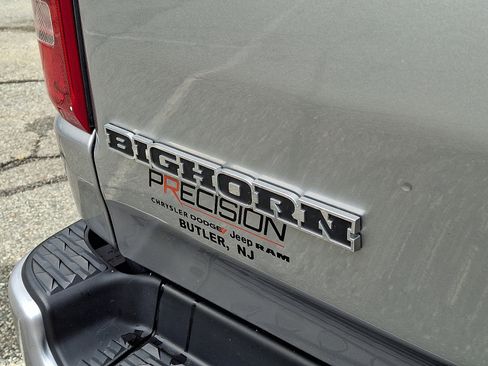 BIGHORN
PRECISION
CHRYSLER DODGE Jeep RAM
BUTLER, NJ